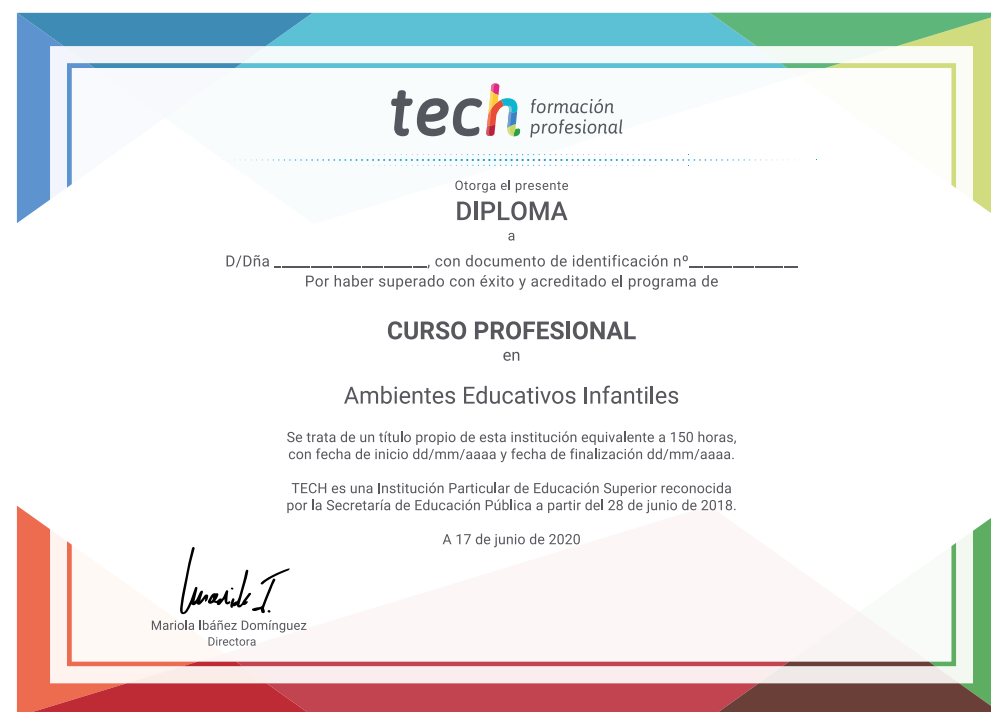 tech formación
profesional
Otorga el presente
DIPLOMA
a
D/Dña ____________________, con documento de identificación nº______________
Por haber superado con éxito y acreditado el programa de
CURSO PROFESIONAL
en
Ambientes Educativos Infantiles
Se trata de un título propio de esta institución equivalente a 150 horas,
con fecha de inicio dd/mm/aaaa y fecha de finalización dd/mm/aaaa.
TECH es una Institución Particular de Educación Superior reconocida
por la Secretaría de Educación Pública a partir del 28 de junio de 2018.
A 17 de junio de 2020
Mariola Ibáñez Domínguez
Directora